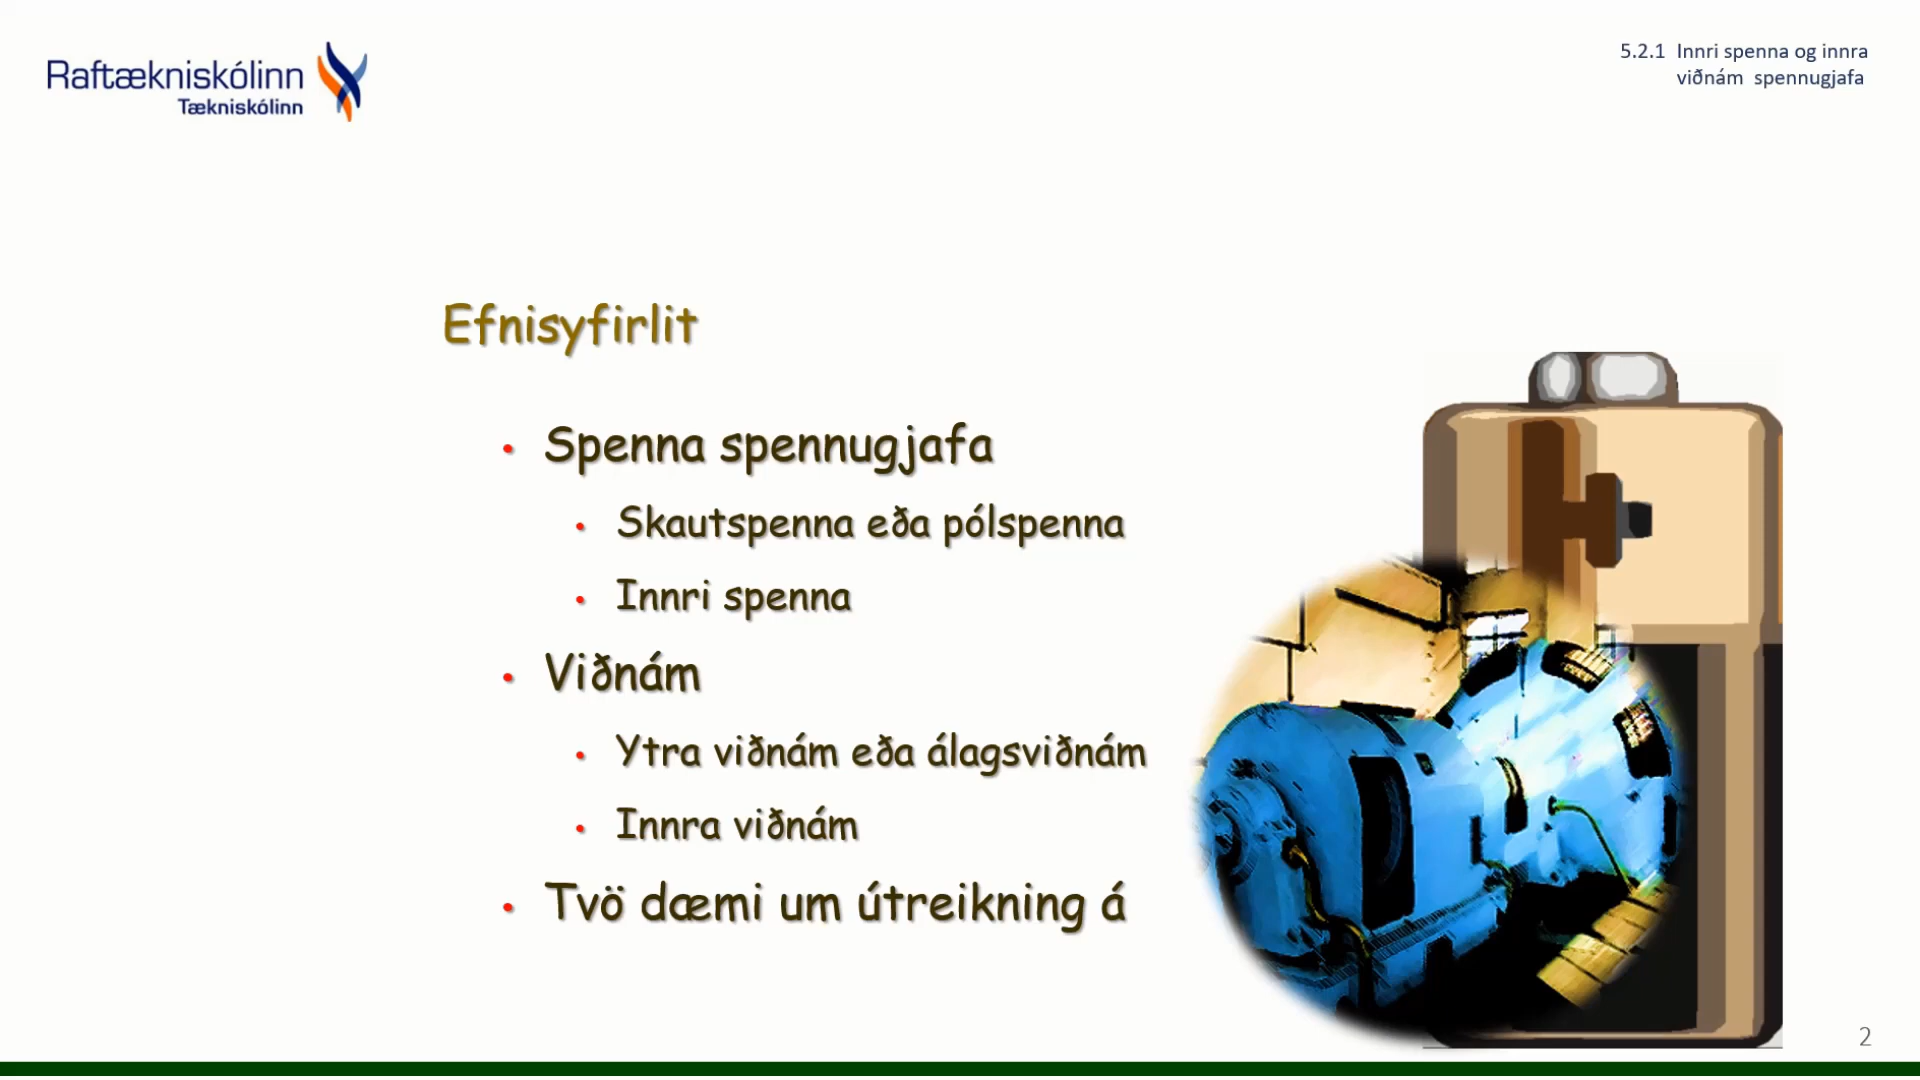 Raftækniskólinn
Tækniskólinn
5.2.1 Innri spenna og innra
viðnám spennugjafa
Efnisyfirlit
• Spenna spennugjafa
• Skautspenna eða pólspenna
• Innri spenna
• Viðnám
• Ytra viðnám eða álagsviðnám
• Innra viðnám
• Tvö dæmi um útreikning á
2